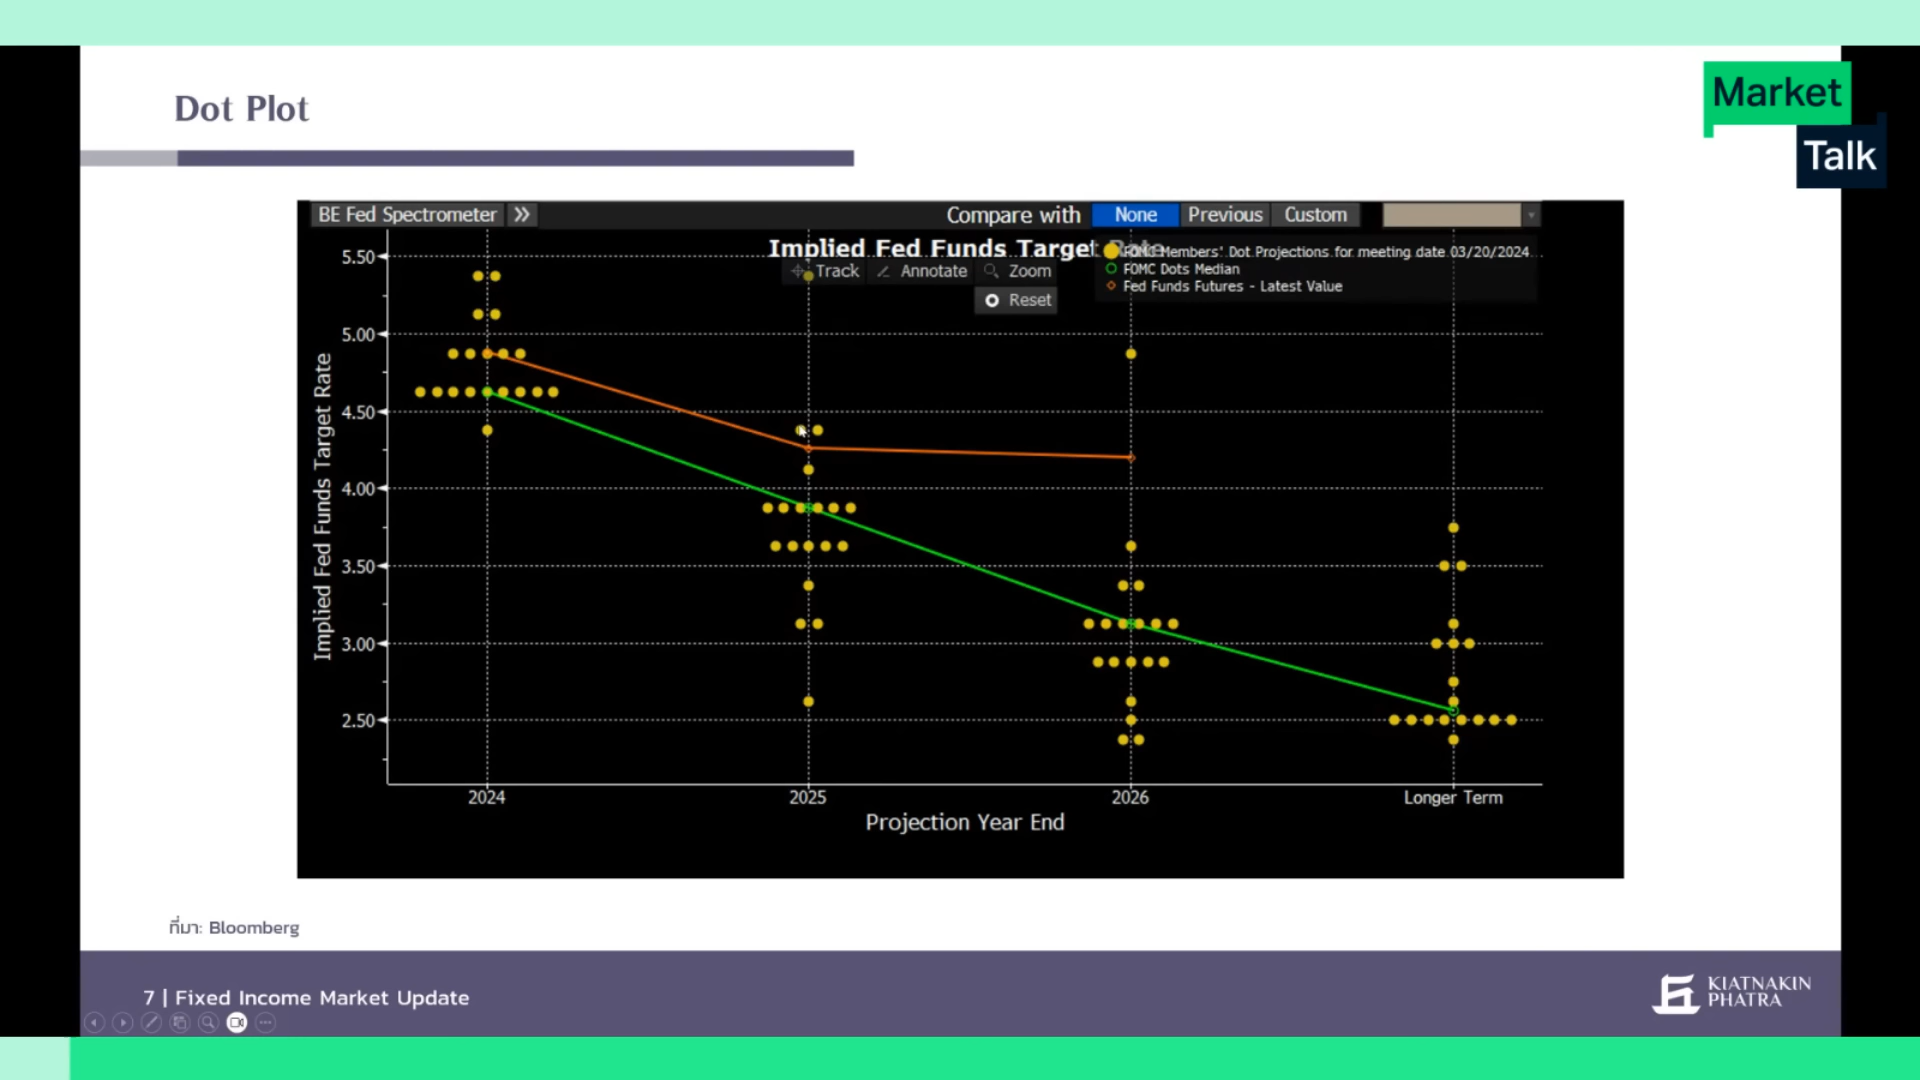 Dot Plot
Market
Talk
BE Fed Spectrometer »
Compare with None Previous Custom
Implied Fed Funds Target Rate
Track Annotate Zoom
Reset
FOMC Members' Dot Projections for meeting date 03/20/2024
FOMC Dots Median
Fed Funds Futures - Latest Value
Implied Fed Funds Target Rate
5.50
5.00
4.50
4.00
3.50
3.00
2.50
2024 2025 2026 Longer Term
Projection Year End
ที่มา: Bloomberg
7 | Fixed Income Market Update
KIATNAKIN
PHATRA